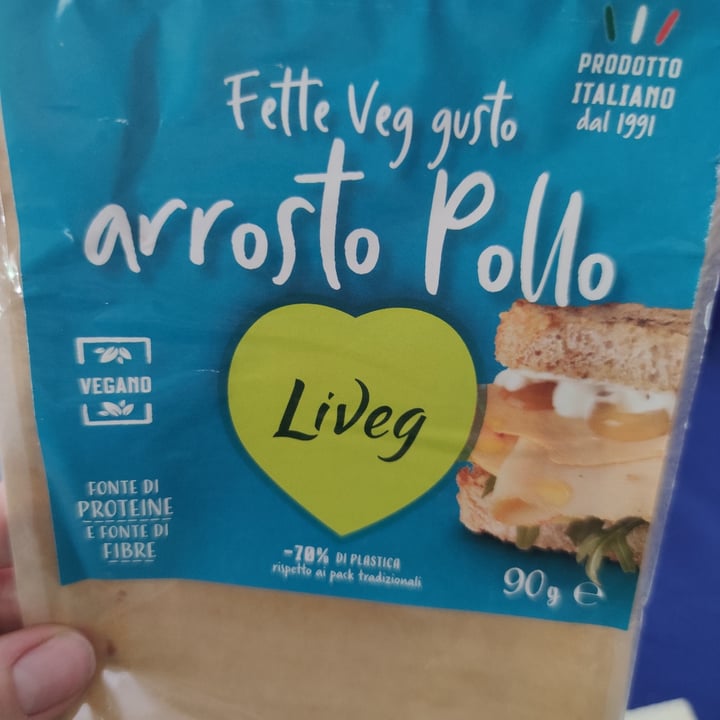 PRODOTTO
ITALIANO
dal 1991
Fette Veg gusto
arrosto Pollo
LiVeg
VEGANO
FONTE DI
PROTEINE
E FONTE DI
FIBRE
-70% DI PLASTICA
rispetto ai pack tradizionali
90g e